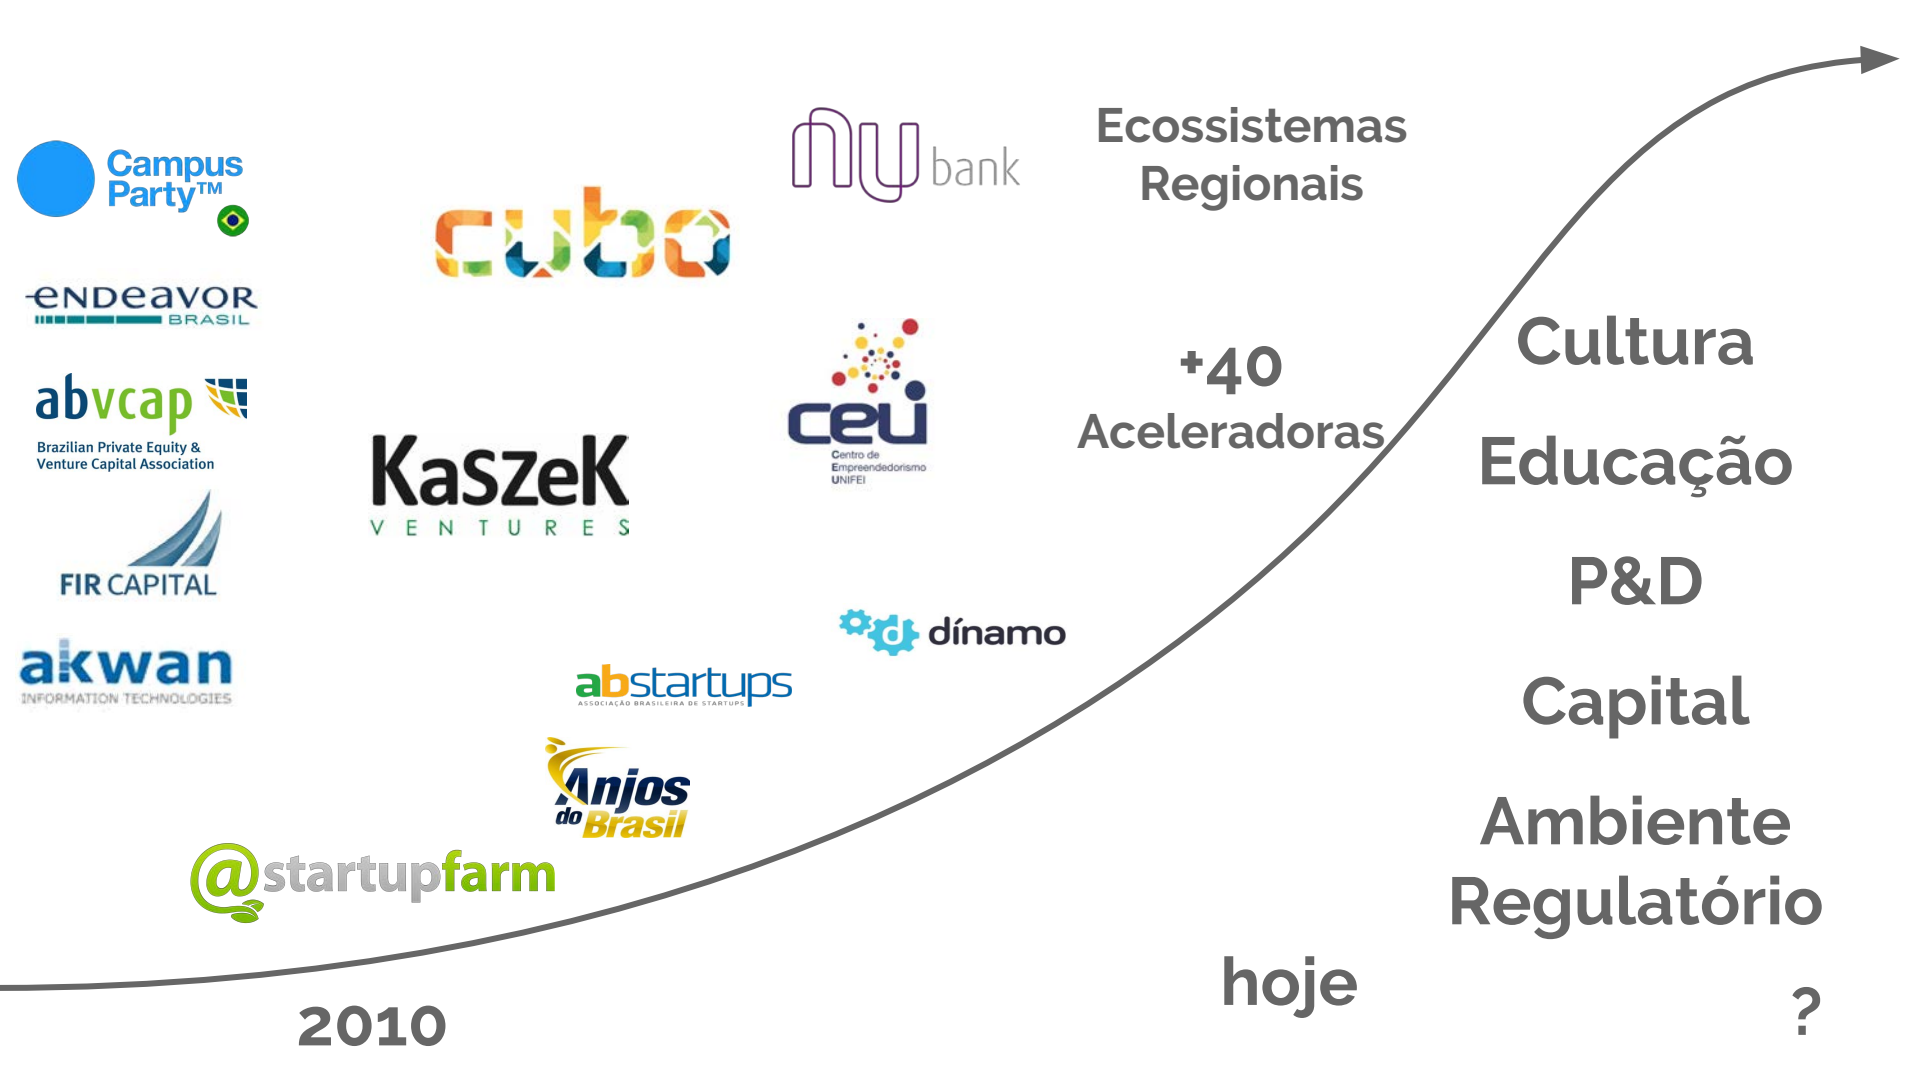 Campus
Party™
ENDEAVOR
BRASIL
abvcap
Brazilian Private Equity &
Venture Capital Association
FIR CAPITAL
akwan
INFORMATION TECHNOLOGIES
@startupfarm
2010
cubo
KaSzeK
VENTURES
abstartups
ASSOCIAÇÃO BRASILEIRA DE STARTUPS
Anjos
do Brasil
nu bank
ceu
Centro de
Empreendedorismo
UNIFEI
d dínamo
Ecossistemas
Regionais
+40
Aceleradoras
hoje
Cultura
Educação
P&D
Capital
Ambiente
Regulatório
?